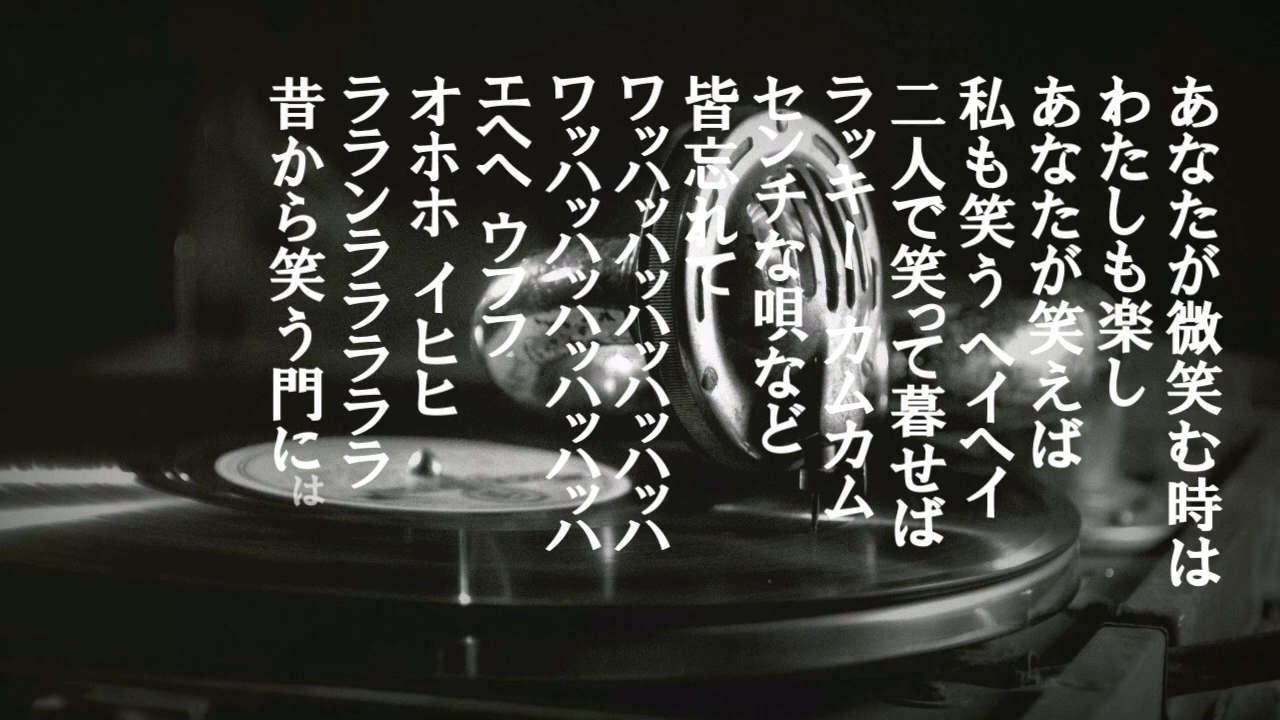 あなたが微笑む時は
わたしも楽し
あなたが笑えば
私も笑う ヘイヘイ
二人で笑って暮せば
ラッキー カムカム
センチな唄など
皆忘れて
ワッハッハッハッハッハッハッハ
ワッハッハッハッハッハッハッハ
エヘヘ ウフフ
オホホ イヒヒ
ラランララララララ
昔から笑う門には